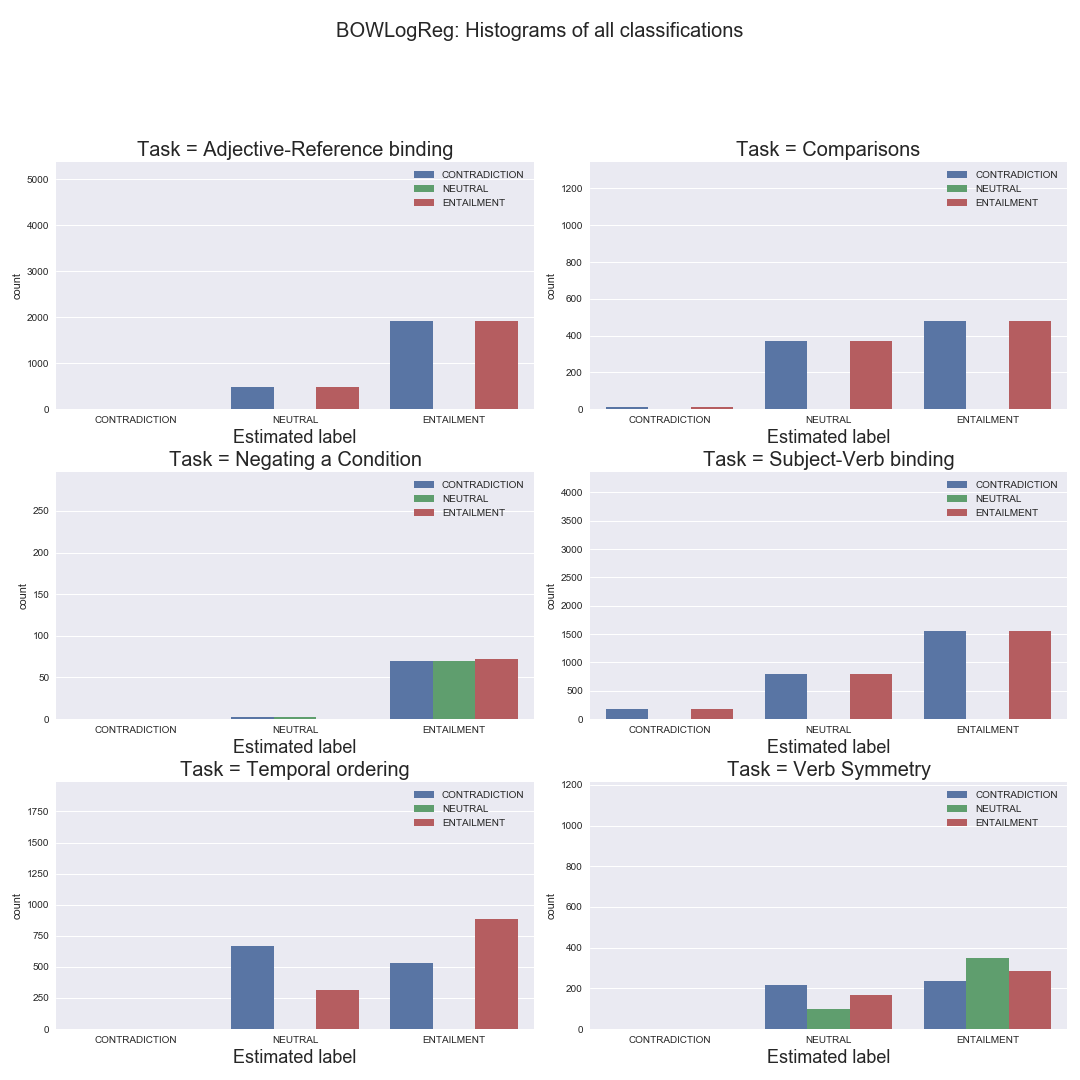 BOWLogReg: Histograms of all classifications
Task = Adjective-Reference binding
5000
4000
3000
2000
1000
0
count
CONTRADICTION
NEUTRAL
ENTAILMENT
CONTRADICTION NEUTRAL ENTAILMENT
Estimated label
Task = Comparisons
1200
1000
800
600
400
200
0
count
CONTRADICTION
NEUTRAL
ENTAILMENT
CONTRADICTION NEUTRAL ENTAILMENT
Estimated label
Task = Negating a Condition
250
200
150
100
50
0
count
CONTRADICTION
NEUTRAL
ENTAILMENT
CONTRADICTION NEUTRAL ENTAILMENT
Estimated label
Task = Subject-Verb binding
4000
3500
3000
2500
2000
1500
1000
500
0
count
CONTRADICTION
NEUTRAL
ENTAILMENT
CONTRADICTION NEUTRAL ENTAILMENT
Estimated label
Task = Temporal ordering
1750
1500
1250
1000
750
500
250
0
count
CONTRADICTION
NEUTRAL
ENTAILMENT
CONTRADICTION NEUTRAL ENTAILMENT
Estimated label
Task = Verb Symmetry
1200
1000
800
600
400
200
0
count
CONTRADICTION
NEUTRAL
ENTAILMENT
CONTRADICTION NEUTRAL ENTAILMENT
Estimated label